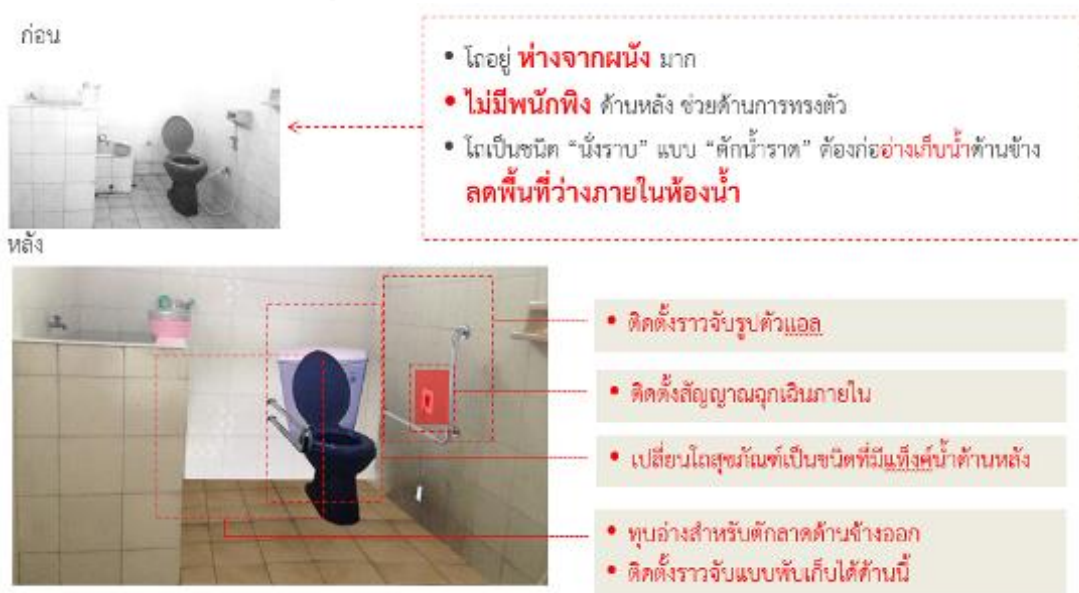 ก่อน
• โถอยู่ ห่างจากผนัง มาก
• ไม่มีพนักพิง ด้านหลัง ช่วยด้านการทรงตัว
• โถเป็นชนิด “นั่งราบ” แบบ “ตักน้ำราด” ต้องก่ออ่างเก็บน้ำด้านข้าง
ลดพื้นที่ว่างภายในห้องน้ำ
หลัง
• ติดตั้งราวจับรูปตัวแอล
• ติดตั้งสัญญาณฉุกเฉินภายใน
• เปลี่ยนโถสุขภัณฑ์เป็นชนิดที่มีแท็งค์น้ำด้านหลัง
• ทุบอ่างสำหรับตักลาดด้านข้างออก
• ติดตั้งราวจับแบบพับเก็บได้ด้านนี้